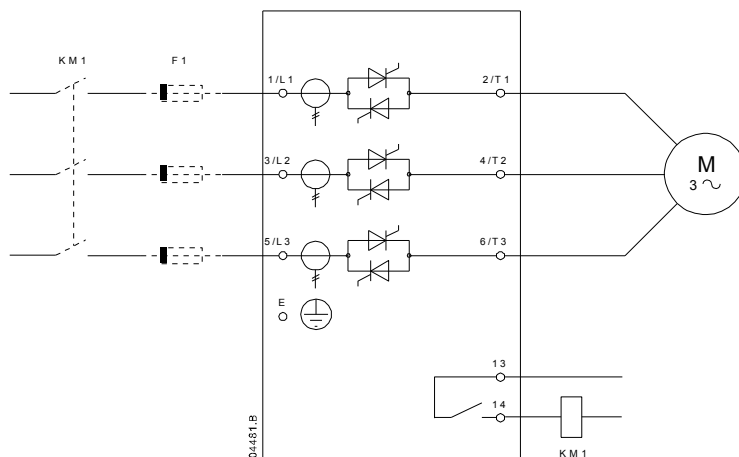 KM1
F1
1/L1
2/T1
3/L2
4/T2
M
3
5/L3
6/T3
E
13
14
04481.B
KM1